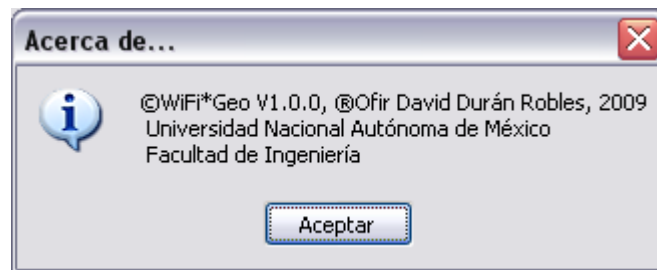 Acerca de...
©WiFi*Geo V1.0.0, ®Ofir David Durán Robles, 2009
Universidad Nacional Autónoma de México
Facultad de Ingeniería
Aceptar